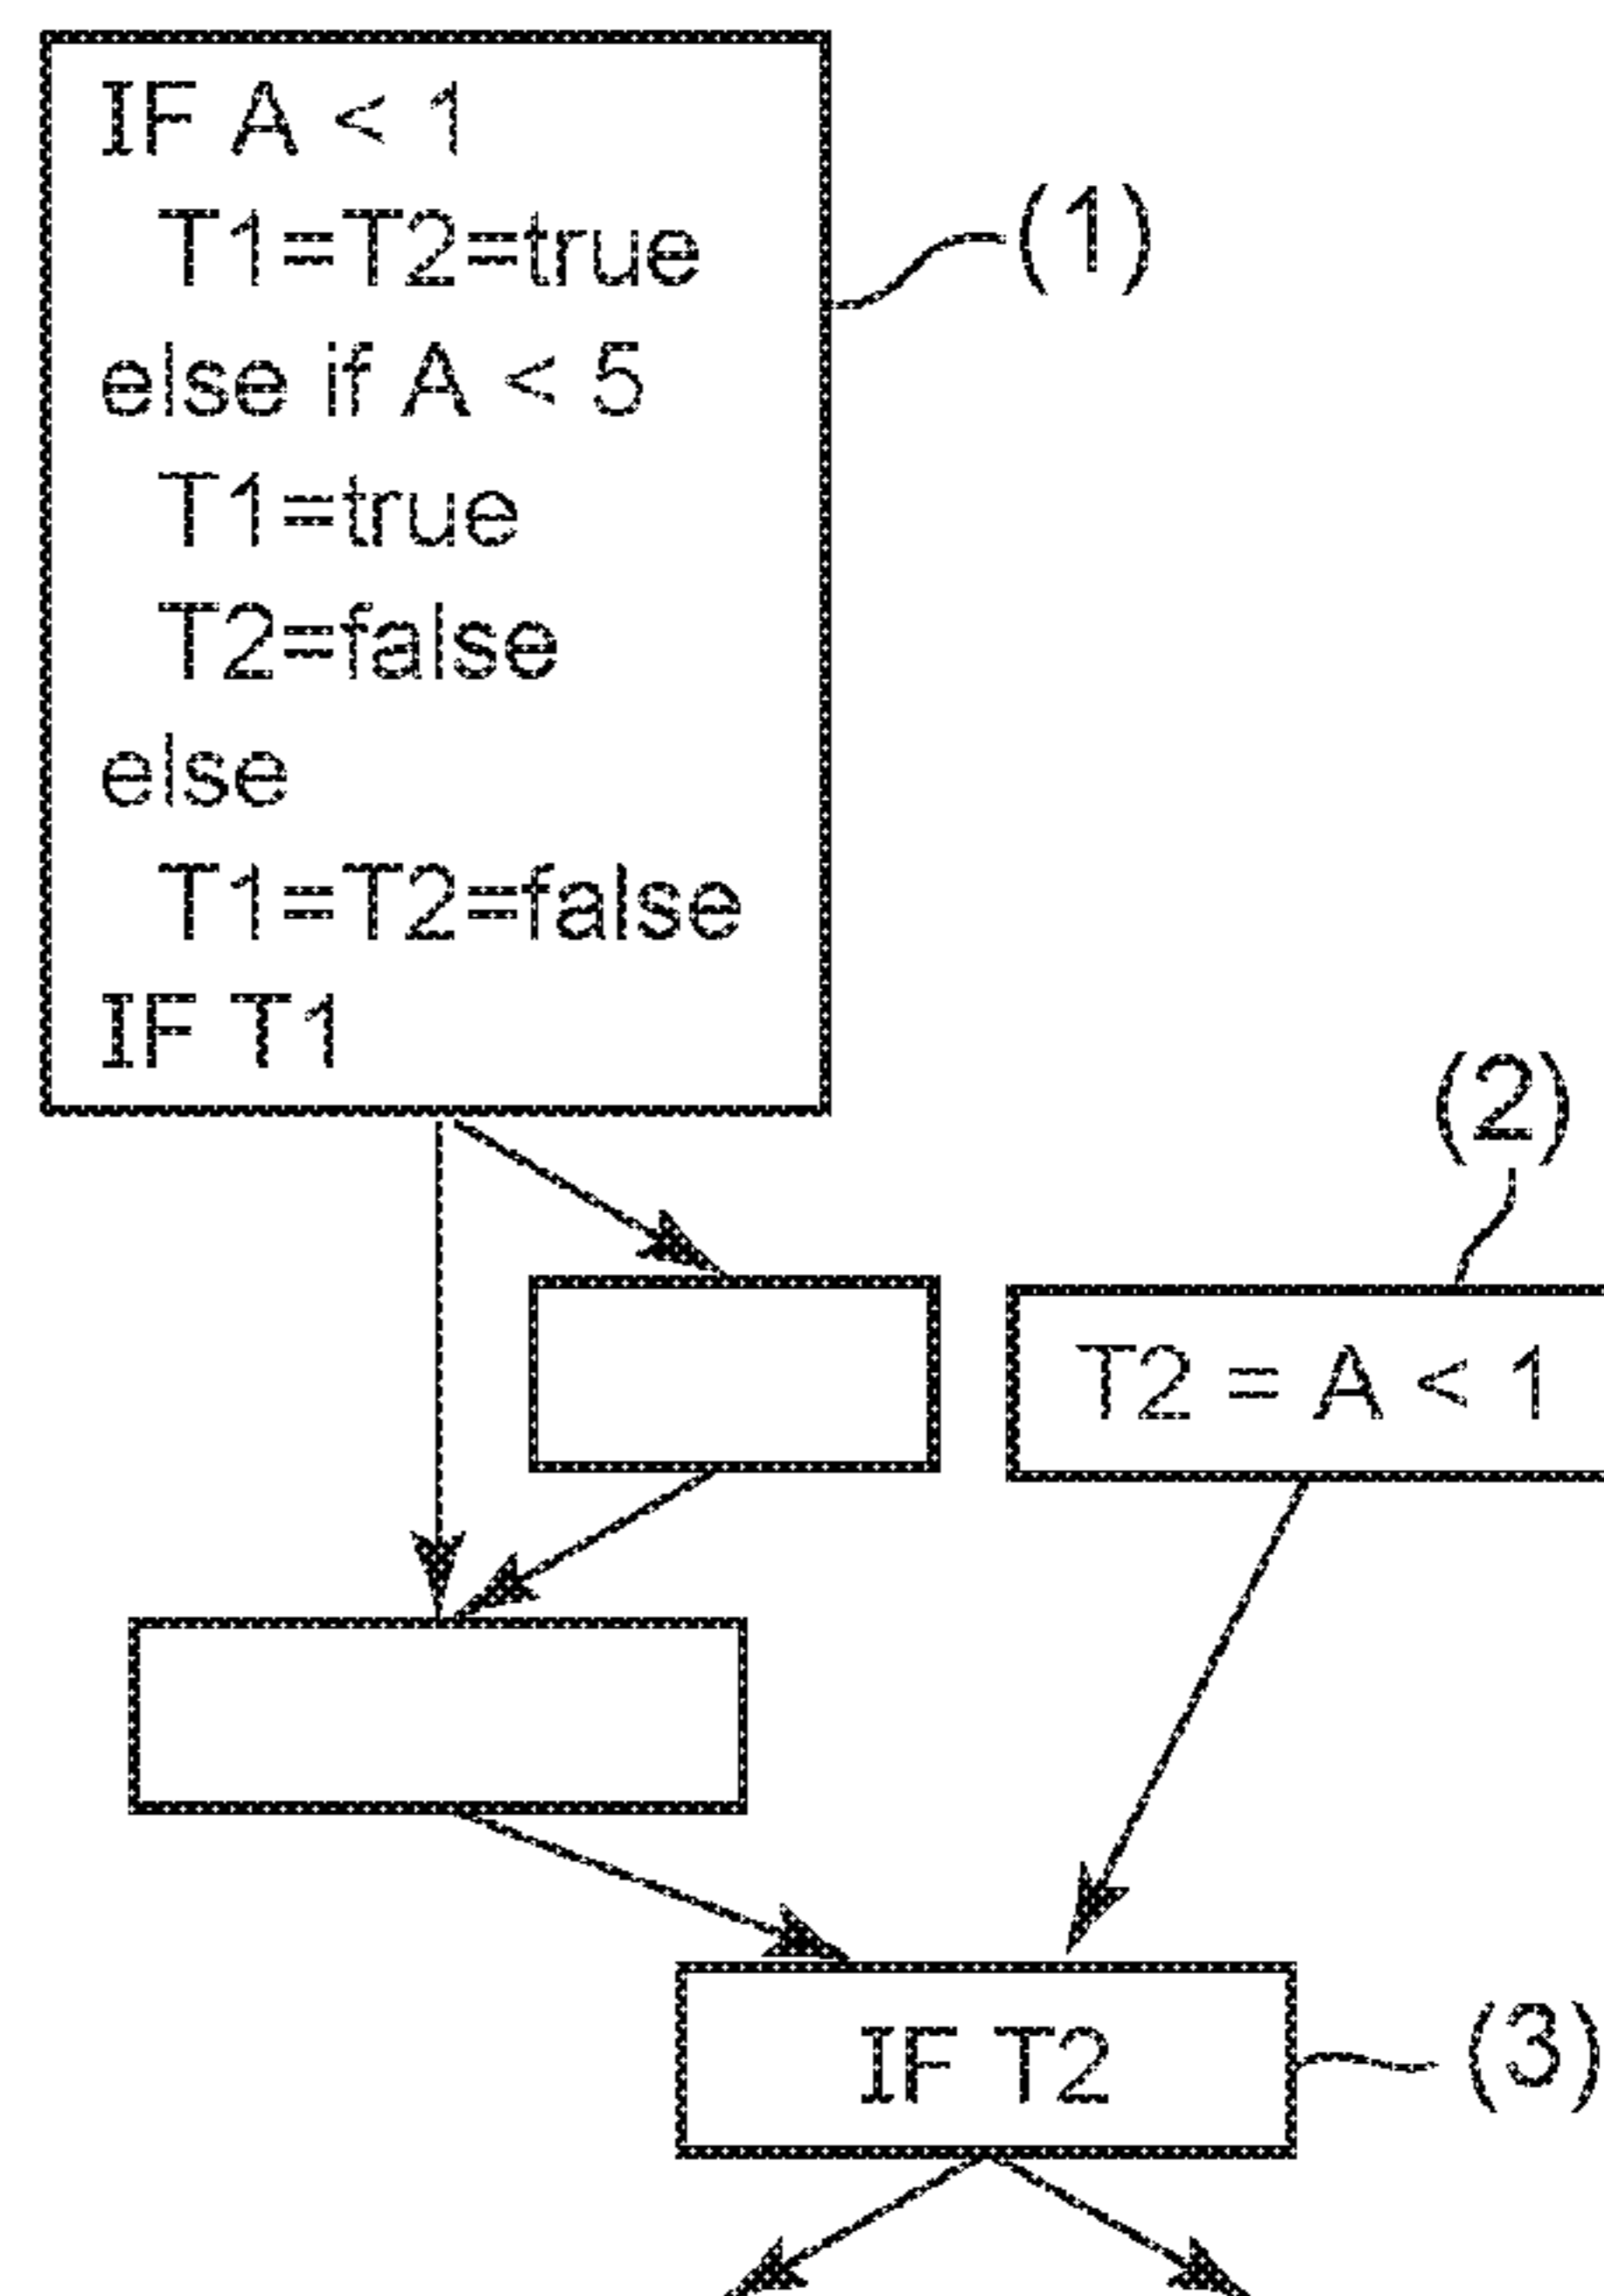 IF A < 1
T1=T2=true
else if A < 5
T1=true
T2=false
else
T1=T2=false
IF T1
(1)
(2)
T2 = A < 1
IF T2
(3)